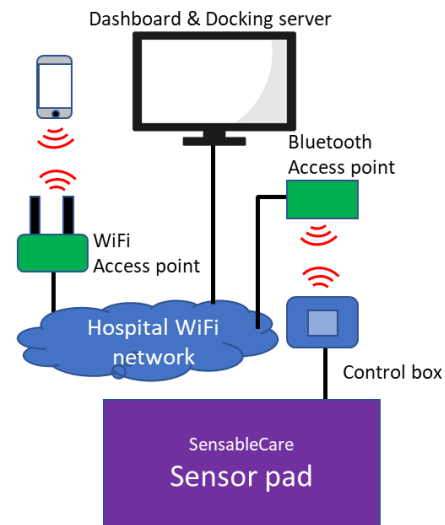 Dashboard & Docking server
Bluetooth
Access point
WiFi
Access point
Hospital WiFi
network
Control box
SensableCare
Sensor pad